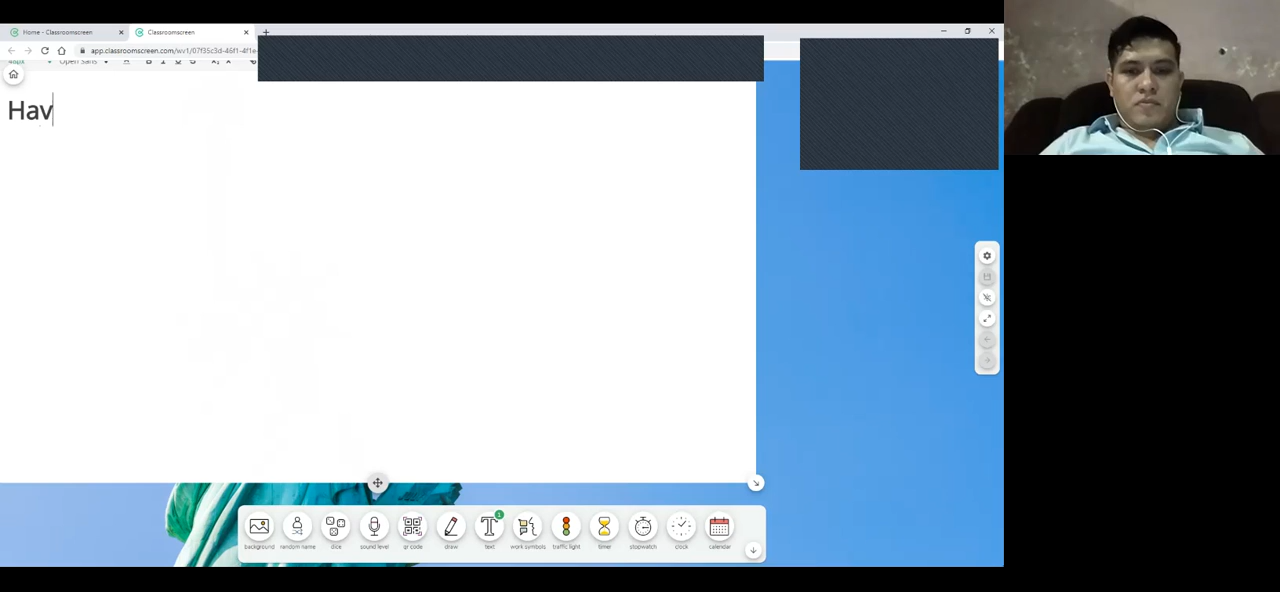 Home - Classroomscreen
Classroomscreen
app.classroomscreen.com/wv1/07f35c3d-46f1-4f1e
Open Sans
Hav
background
random name
dice
sound level
qr code
draw
1
text
work symbols
traffic light
timer
stopwatch
clock
calendar